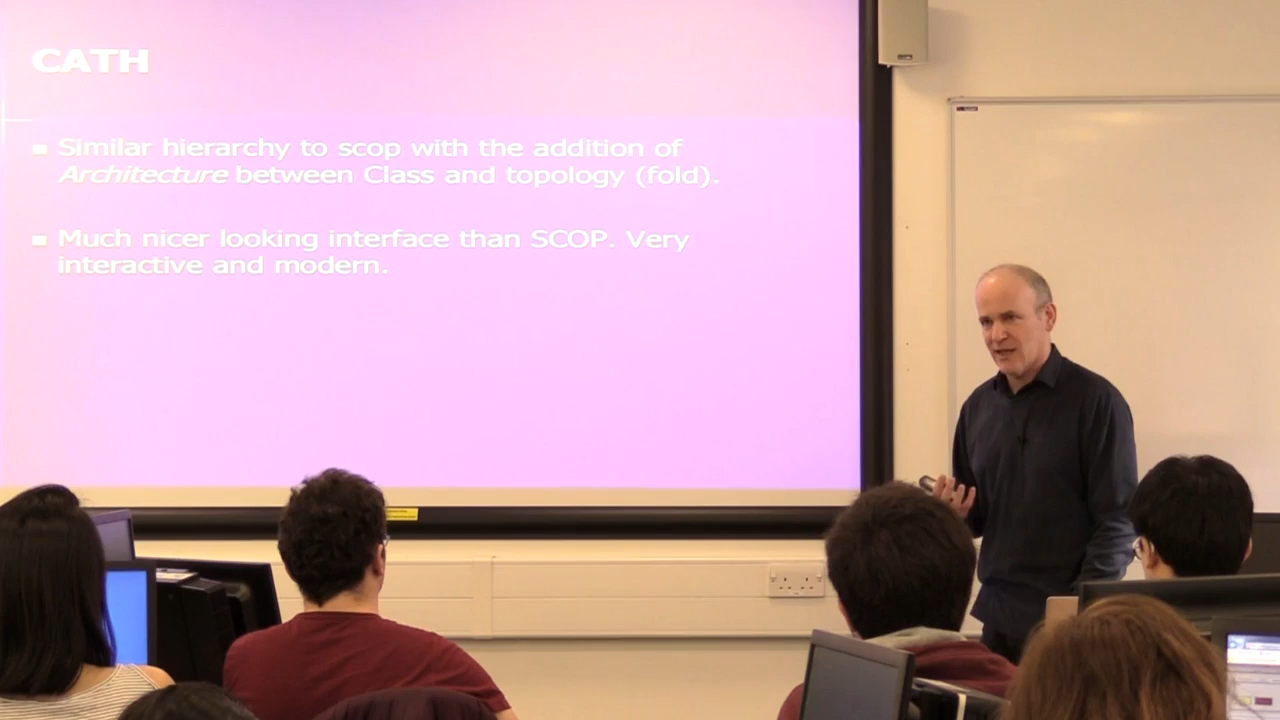 CATH
Similar hierarchy to scop with the addition of
Architecture between Class and topology (fold).
Much nicer looking interface than SCOP. Very
interactive and modern.